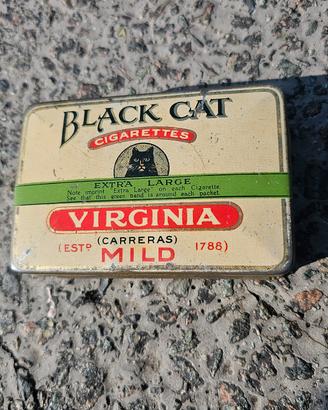 BLACK CAT
CIGARETTES
EXTRA LARGE
Note imprint "Extra Large" on each Cigarette.
See that this green band is around each packet.
VIRGINIA
(CARRERAS)
(ESTD MILD 1788)